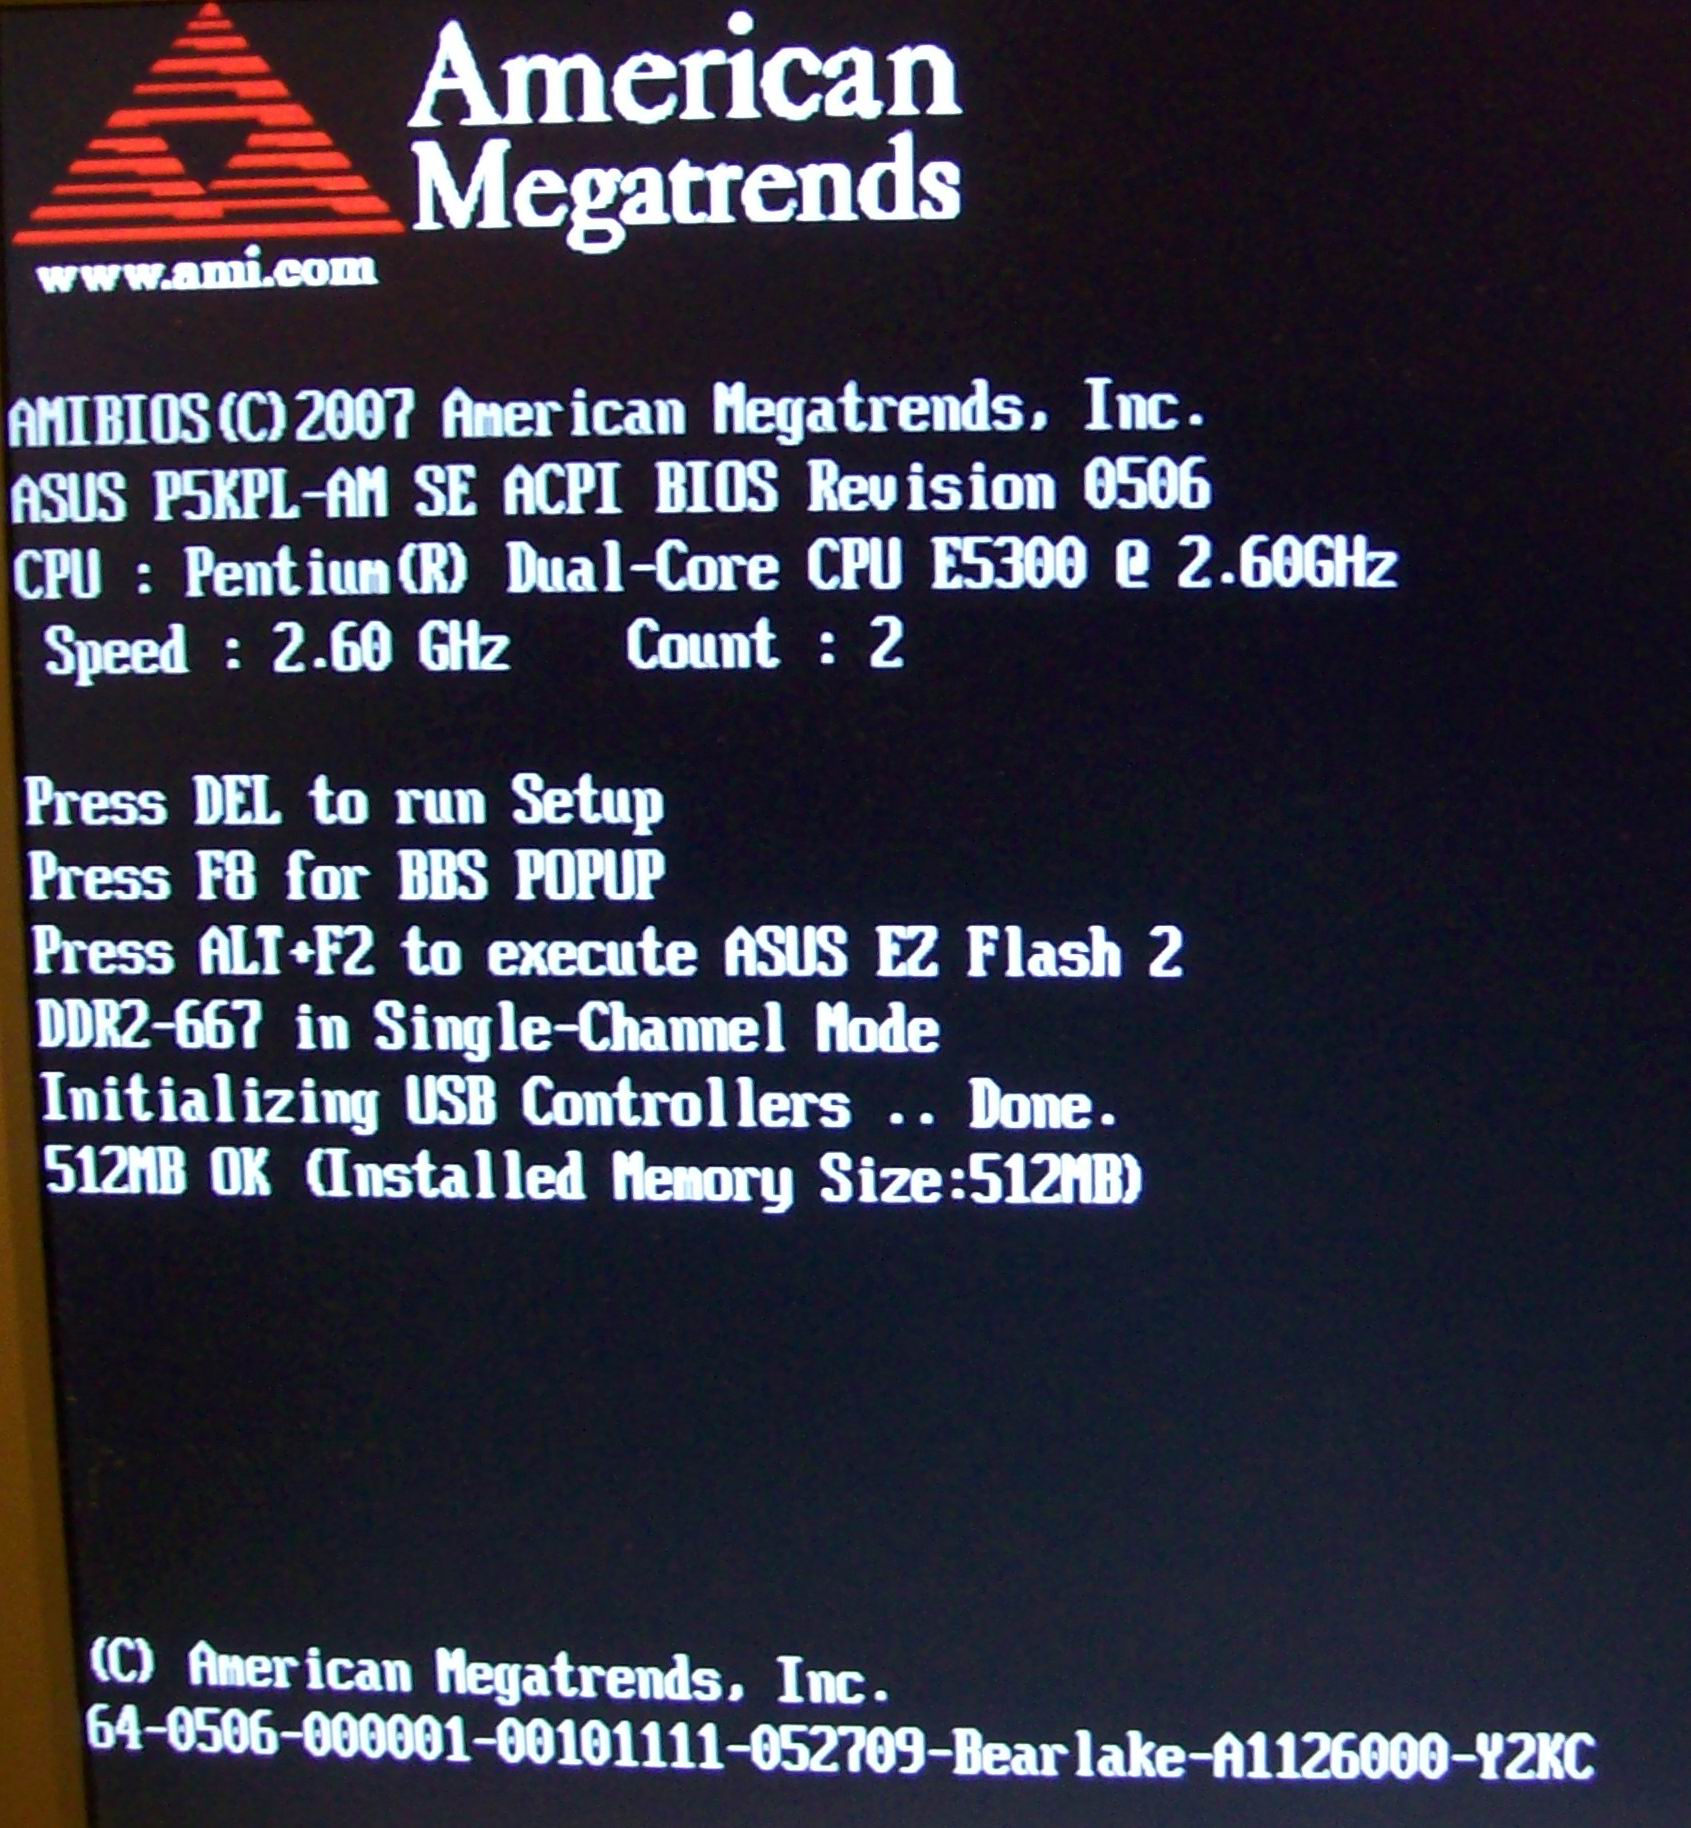 American
Megatrends
www.ami.com
AMIBIOS(C)2007 American Megatrends, Inc.
ASUS P5KPL-AM SE ACPI BIOS Revision 0506
CPU : Pentium(R) Dual-Core CPU E5300 @ 2.60GHz
Speed : 2.60 GHz Count : 2
Press DEL to run Setup
Press F8 for BBS POPUP
Press ALT+F2 to execute ASUS EZ Flash 2
DDR2-667 in Single-Channel Mode
Initializing USB Controllers .. Done.
512MB OK (Installed Memory Size:512MB)
(C) American Megatrends, Inc.
64-0506-000001-00101111-052709-Bearlake-A1126000-Y2KC